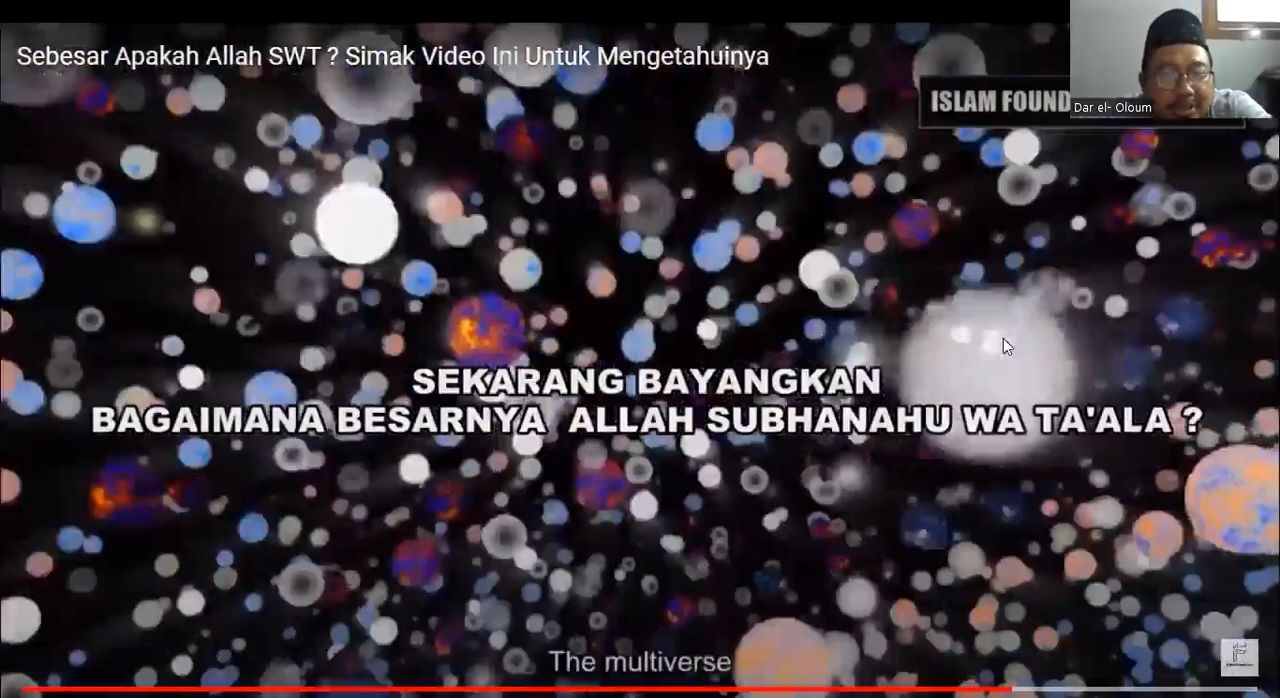 Sebesar Apakah Allah SWT ? Simak Video Ini Untuk Mengetahuinya
ISLAM FOUND
Dar el- Oloum
SEKARANG BAYANGKAN
BAGAIMANA BESARNYA ALLAH SUBHANAHU WA TA'ALA ?
The multiverse